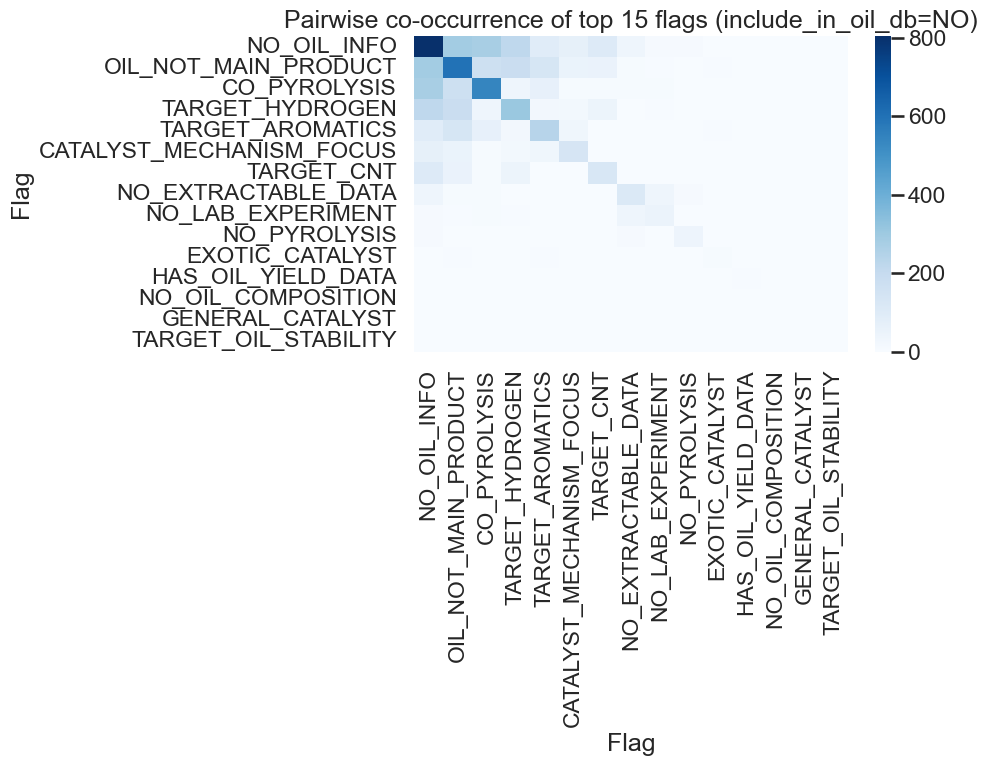 Pairwise co-occurrence of top 15 flags (include_in_oil_db=NO)
Flag
NO_OIL_INFO
OIL_NOT_MAIN_PRODUCT
CO_PYROLYSIS
TARGET_HYDROGEN
TARGET_AROMATICS
CATALYST_MECHANISM_FOCUS
TARGET_CNT
NO_EXTRACTABLE_DATA
NO_LAB_EXPERIMENT
NO_PYROLYSIS
EXOTIC_CATALYST
HAS_OIL_YIELD_DATA
NO_OIL_COMPOSITION
GENERAL_CATALYST
TARGET_OIL_STABILITY
800
600
400
200
0
NO_OIL_INFO
OIL_NOT_MAIN_PRODUCT
CO_PYROLYSIS
TARGET_HYDROGEN
TARGET_AROMATICS
CATALYST_MECHANISM_FOCUS
TARGET_CNT
NO_EXTRACTABLE_DATA
NO_LAB_EXPERIMENT
NO_PYROLYSIS
EXOTIC_CATALYST
HAS_OIL_YIELD_DATA
NO_OIL_COMPOSITION
GENERAL_CATALYST
TARGET_OIL_STABILITY
Flag